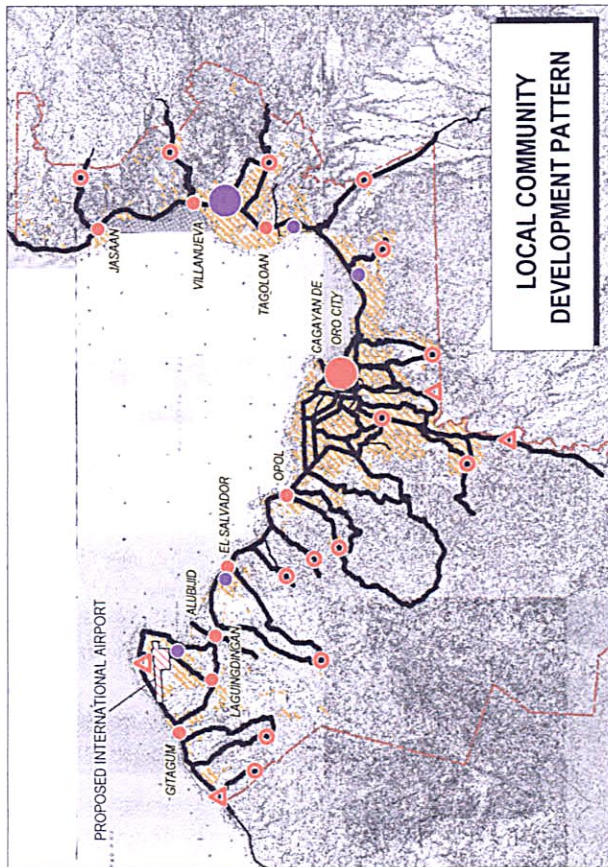 PROPOSED INTERNATIONAL AIRPORT
GITAGUM
LAGUINGDINGAN
ALUBIJID
EL SALVADOR
OPOL
CAGAYAN DE
ORO CITY
TAGOLOAN
VILLANUEVA
JASAAN
LOCAL COMMUNITY
DEVELOPMENT PATTERN